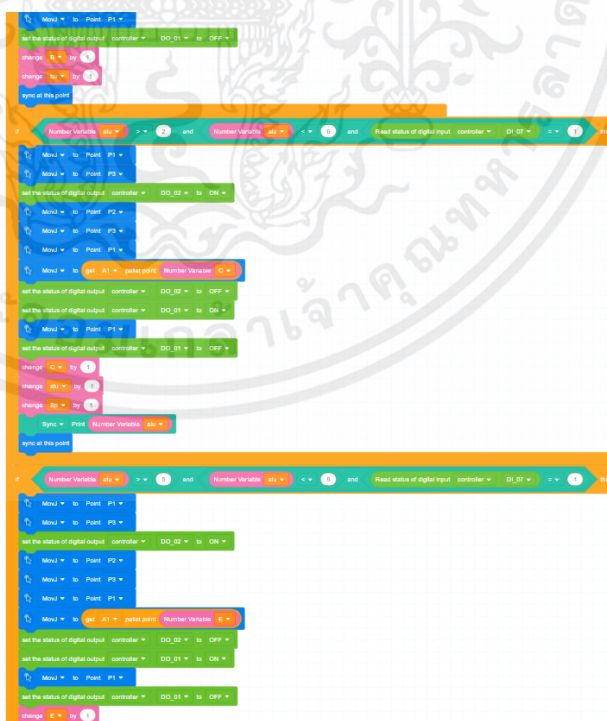 MovJ to Point P1
set the status of digital output controller DO_01 to OFF
change B by 1
change by 1
sync at this point
if Number Variable alu > 2 and Number Variable alu < 6 and Read status of digital input controller DI_07 = 1 the
MovJ to Point P1
MovJ to Point P3
set the status of digital output controller DO_02 to ON
MovJ to Point P2
MovJ to Point P3
MovJ to Point P1
MovJ to get A1 pallet point Number Variable C
set the status of digital output controller DO_02 to OFF
set the status of digital output controller DO_01 to ON
MovJ to Point P1
set the status of digital output controller DO_01 to OFF
change C by 1
change alu by 1
change Sp by 1
Sync Print Number Variable alu
sync at this point
if Number Variable alu > 5 and Number Variable alu < 9 and Read status of digital input controller DI_07 = 1 the
MovJ to Point P1
MovJ to Point P3
set the status of digital output controller DO_02 to ON
MovJ to Point P2
MovJ to Point P3
MovJ to Point P1
MovJ to get A1 pallet point Number Variable E
set the status of digital output controller DO_02 to OFF
set the status of digital output controller DO_01 to ON
MovJ to Point P1
set the status of digital output controller DO_01 to OFF
change E by 1